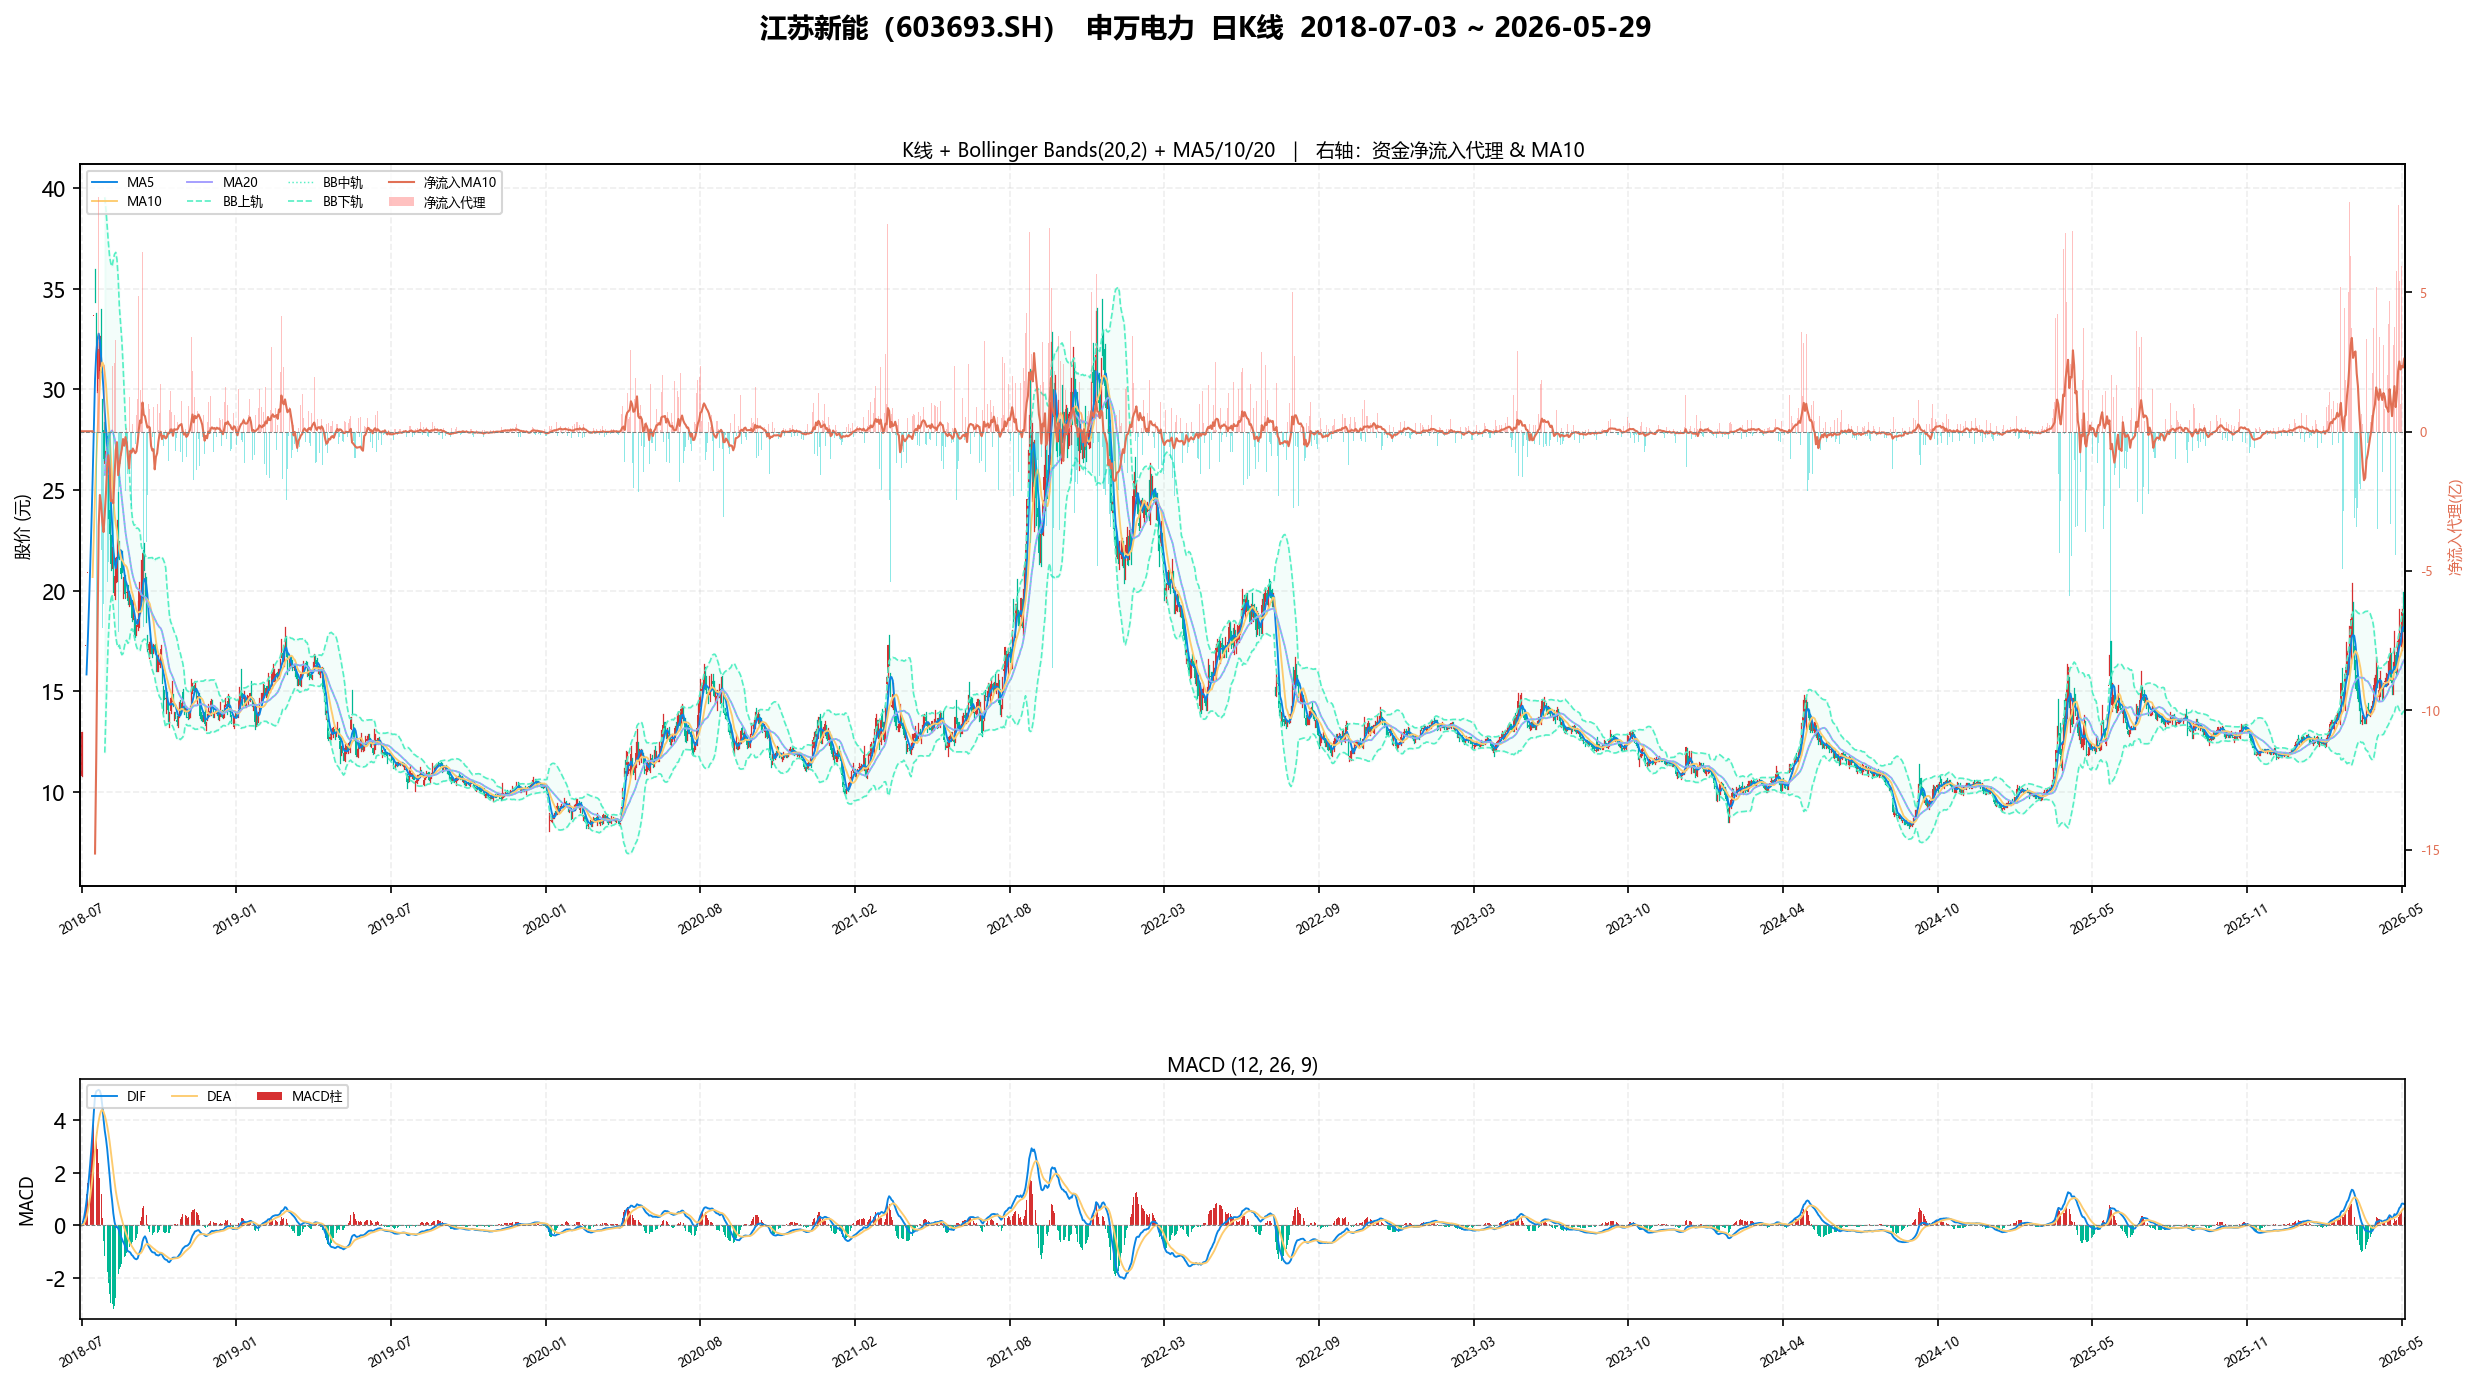 江苏新能（603693.SH） 申万电力 日K线 2018-07-03 ~ 2026-05-29
K线 + Bollinger Bands(20,2) + MA5/10/20 | 右轴：资金净流入代理 & MA10
MA5 MA20 BB中轨 净流入MA10
MA10 BB上轨 BB下轨 净流入代理
股价 (元)
40
35
30
25
20
15
10
净流入代理(亿)
5
0
-5
-10
-15
2018-07 2019-01 2019-07 2020-01 2020-08 2021-02 2021-08 2022-03 2022-09 2023-03 2023-10 2024-04 2024-10 2025-05 2025-11 2026-05
MACD (12, 26, 9)
DIF DEA MACD柱
MACD
4
2
0
-2
2018-07 2019-01 2019-07 2020-01 2020-08 2021-02 2021-08 2022-03 2022-09 2023-03 2023-10 2024-04 2024-10 2025-05 2025-11 2026-05